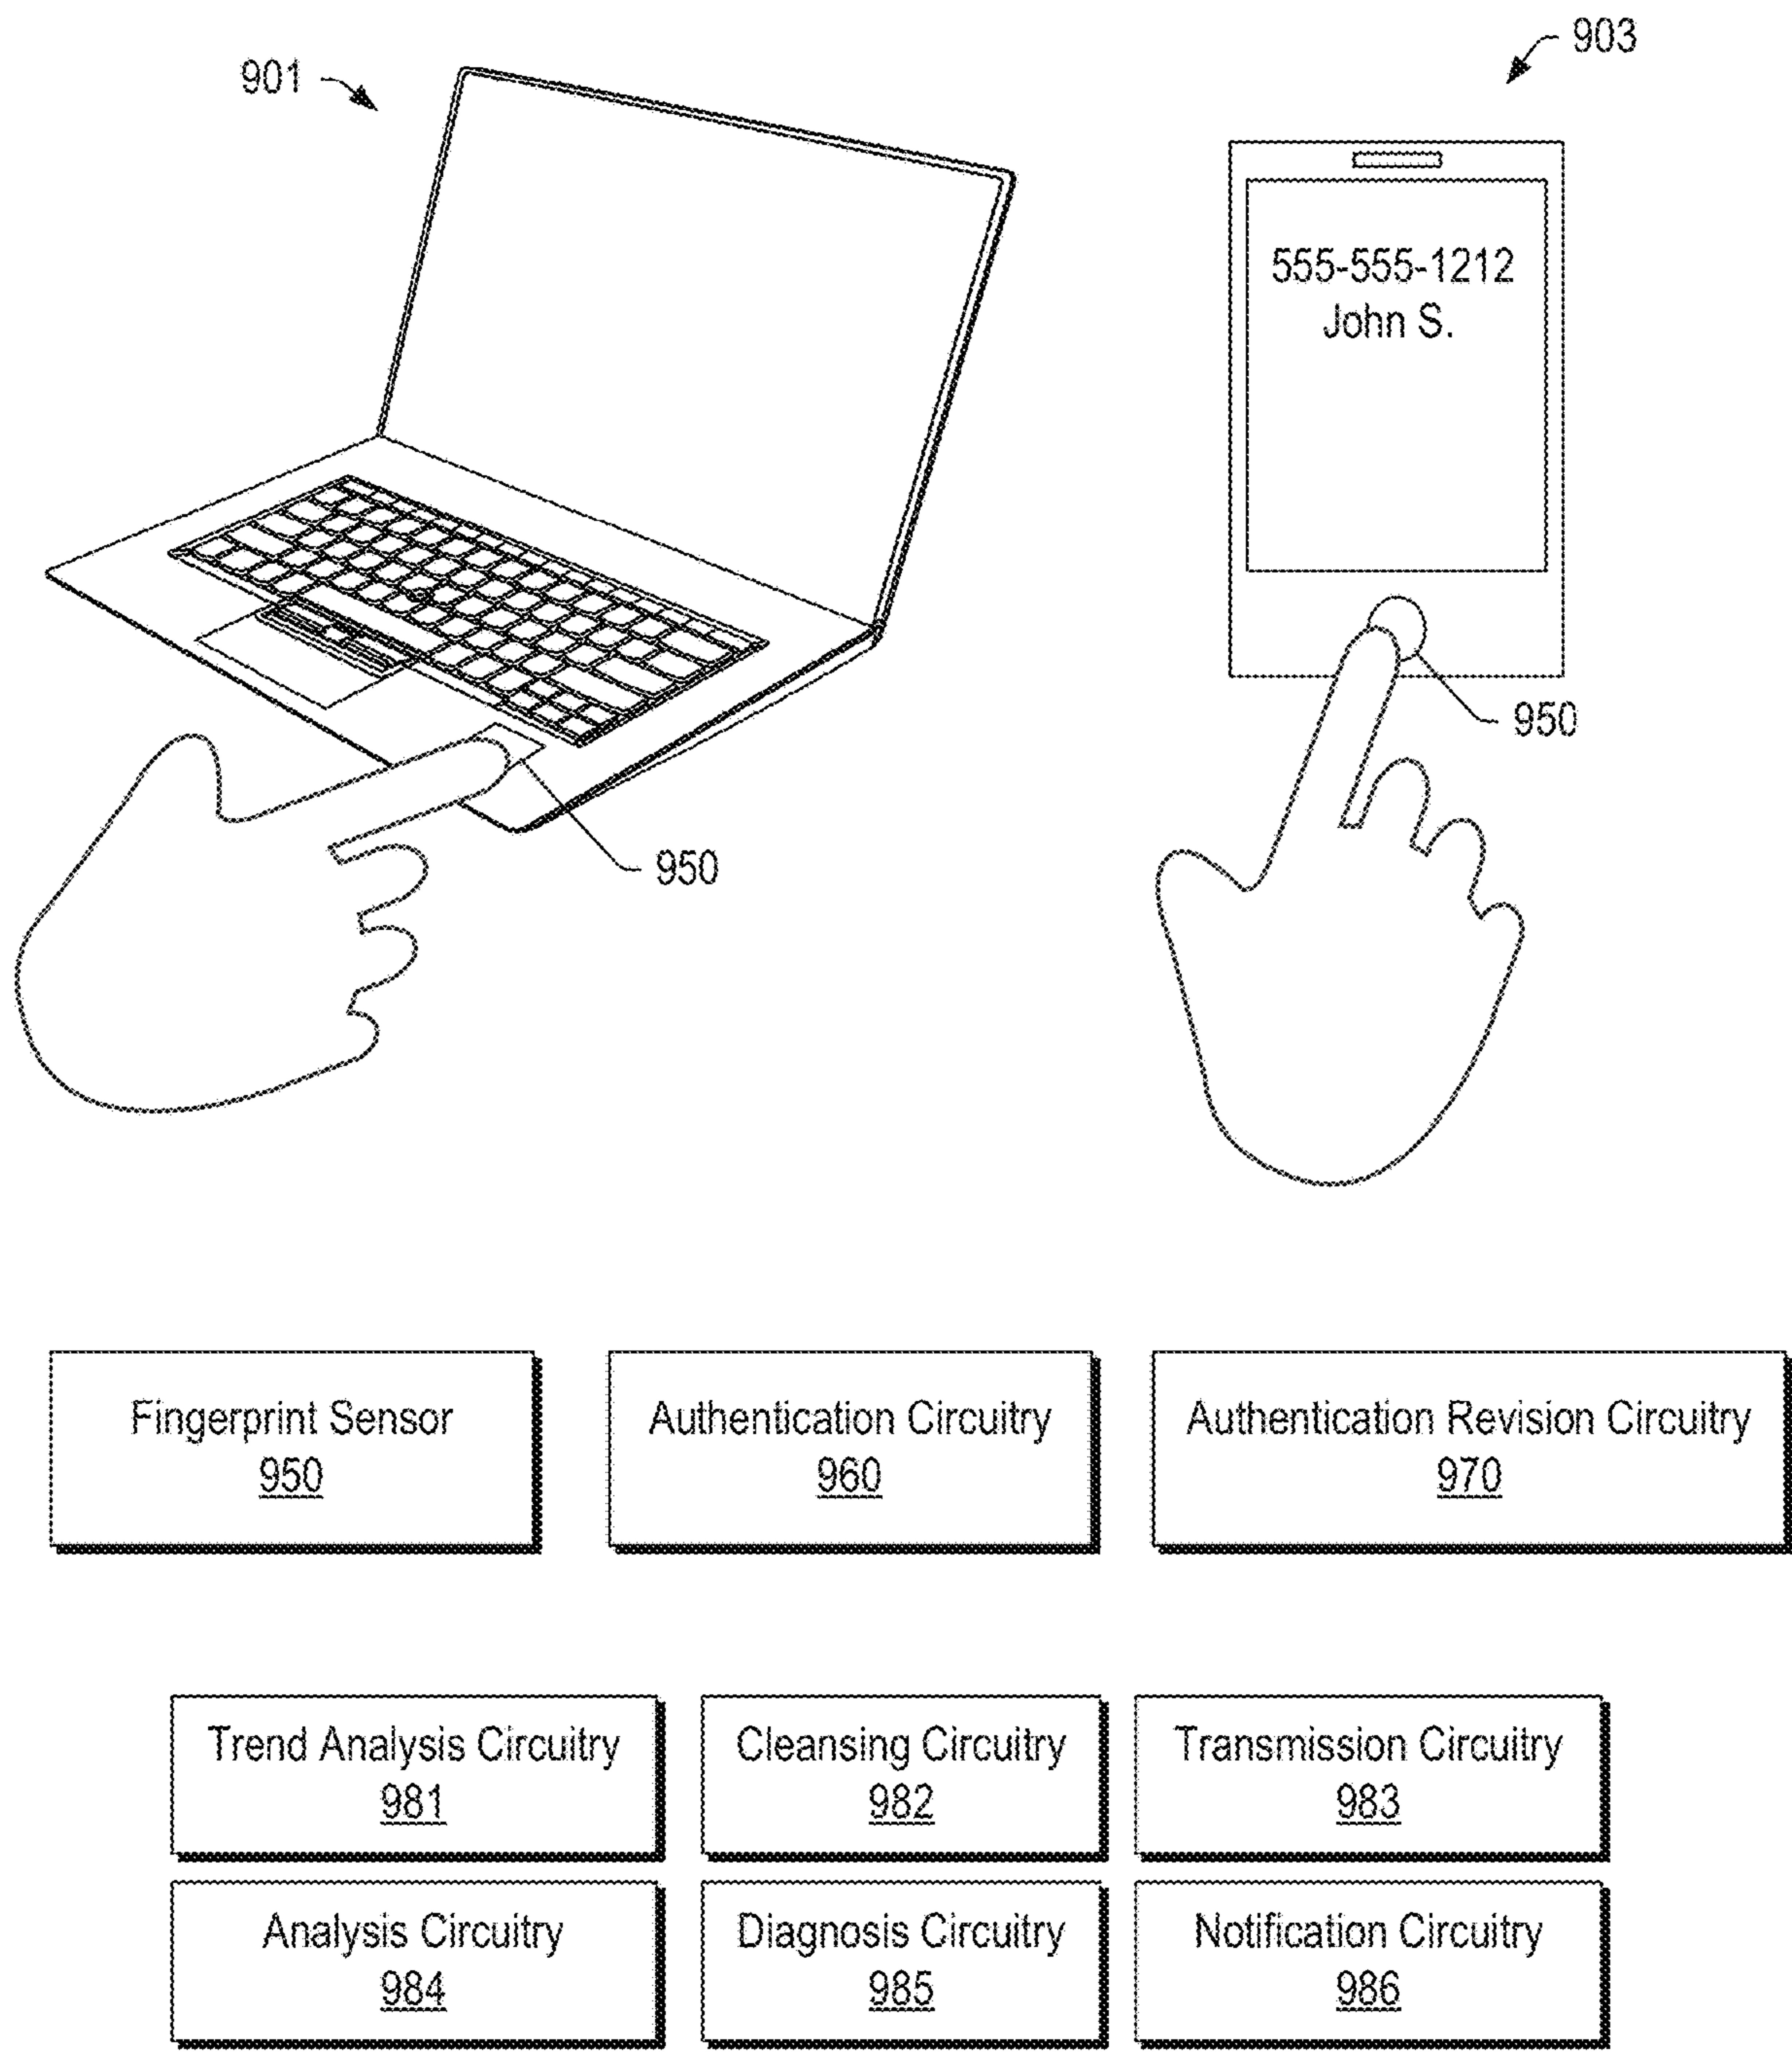 901
903
555-555-1212
John S.
950
950
Fingerprint Sensor
950
Authentication Circuitry
960
Authentication Revision Circuitry
970
Trend Analysis Circuitry
981
Cleansing Circuitry
982
Transmission Circuitry
983
Analysis Circuitry
984
Diagnosis Circuitry
985
Notification Circuitry
986